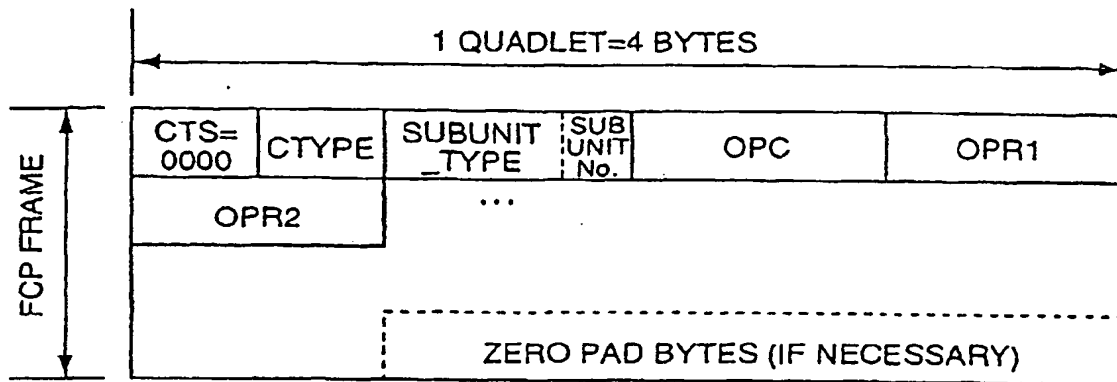 1 QUADLET=4 BYTES
FCP FRAME
CTS=
0000
CTYPE
SUBUNIT
_TYPE
SUB
UNIT
No.
OPC
OPR1
OPR2
...
ZERO PAD BYTES (IF NECESSARY)